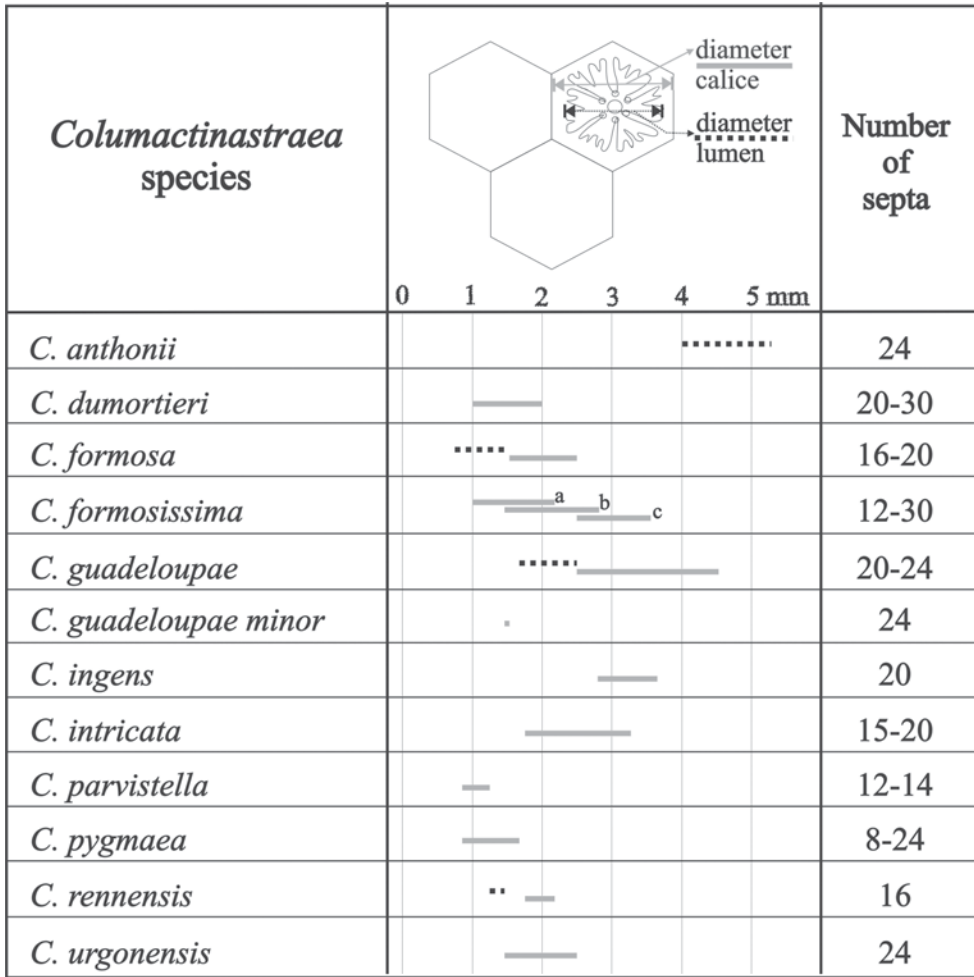 Columactinastraea
species
diameter
calice
diameter
lumen
Number
of
septa
0 1 2 3 4 5 mm
C. anthonii 24
C. dumortieri 20-30
C. formosa 16-20
C. formosissima a b c 12-30
C. guadeloupae 20-24
C. guadeloupae minor 24
C. ingens 20
C. intricata 15-20
C. parvistella 12-14
C. pygmaea 8-24
C. rennensis 16
C. urgonensis 24